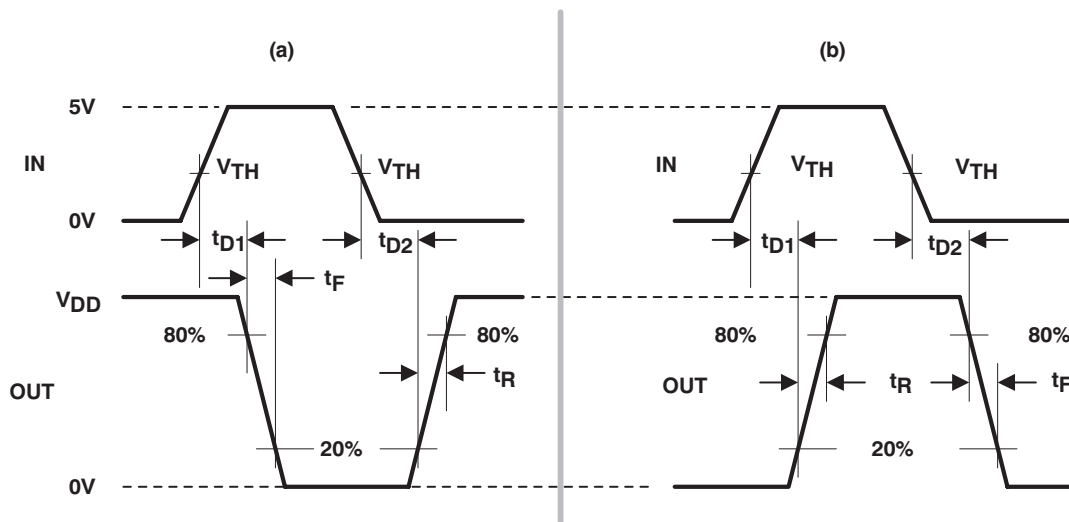 (a) (b)
5V
IN VTH VTH IN VTH VTH
0V
tD1 tD2 tD1 tD2
tF
VDD
80% 80% 80% 80%
OUT tR OUT tR tF
20% 20%
0V